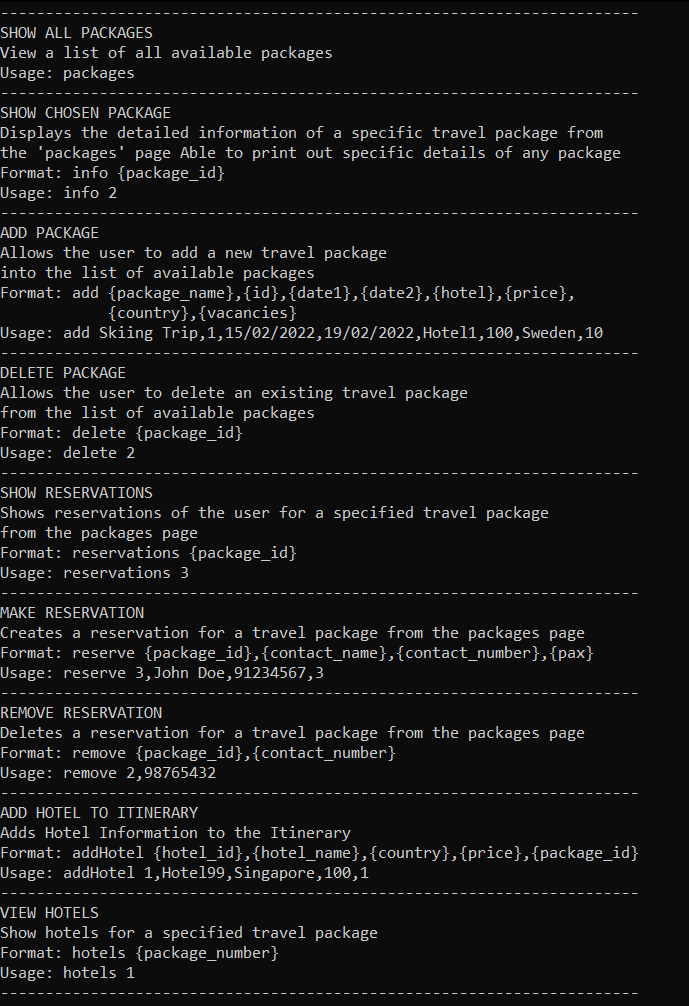 -----------------------------------------------------------------------
SHOW ALL PACKAGES
View a list of all available packages
Usage: packages
-----------------------------------------------------------------------
SHOW CHOSEN PACKAGE
Displays the detailed information of a specific travel package from
the 'packages' page Able to print out specific details of any package
Format: info {package_id}
Usage: info 2
-----------------------------------------------------------------------
ADD PACKAGE
Allows the user to add a new travel package
into the list of available packages
Format: add {package_name},{id},{date1},{date2},{hotel},{price},
            {country},{vacancies}
Usage: add Skiing Trip,1,15/02/2022,19/02/2022,Hotel1,100,Sweden,10
-----------------------------------------------------------------------
DELETE PACKAGE
Allows the user to delete an existing travel package
from the list of available packages
Format: delete {package_id}
Usage: delete 2
-----------------------------------------------------------------------
SHOW RESERVATIONS
Shows reservations of the user for a specified travel package
from the packages page
Format: reservations {package_id}
Usage: reservations 3
-----------------------------------------------------------------------
MAKE RESERVATION
Creates a reservation for a travel package from the packages page
Format: reserve {package_id},{contact_name},{contact_number},{pax}
Usage: reserve 3,John Doe,91234567,3
-----------------------------------------------------------------------
REMOVE RESERVATION
Deletes a reservation for a travel package from the packages page
Format: remove {package_id},{contact_number}
Usage: remove 2,98765432
-----------------------------------------------------------------------
ADD HOTEL TO ITINERARY
Adds Hotel Information to the Itinerary
Format: addHotel {hotel_id},{hotel_name},{country},{price},{package_id}
Usage: addHotel 1,Hotel99,Singapore,100,1
-----------------------------------------------------------------------
VIEW HOTELS
Show hotels for a specified travel package
Format: hotels {package_number}
Usage: hotels 1
-----------------------------------------------------------------------